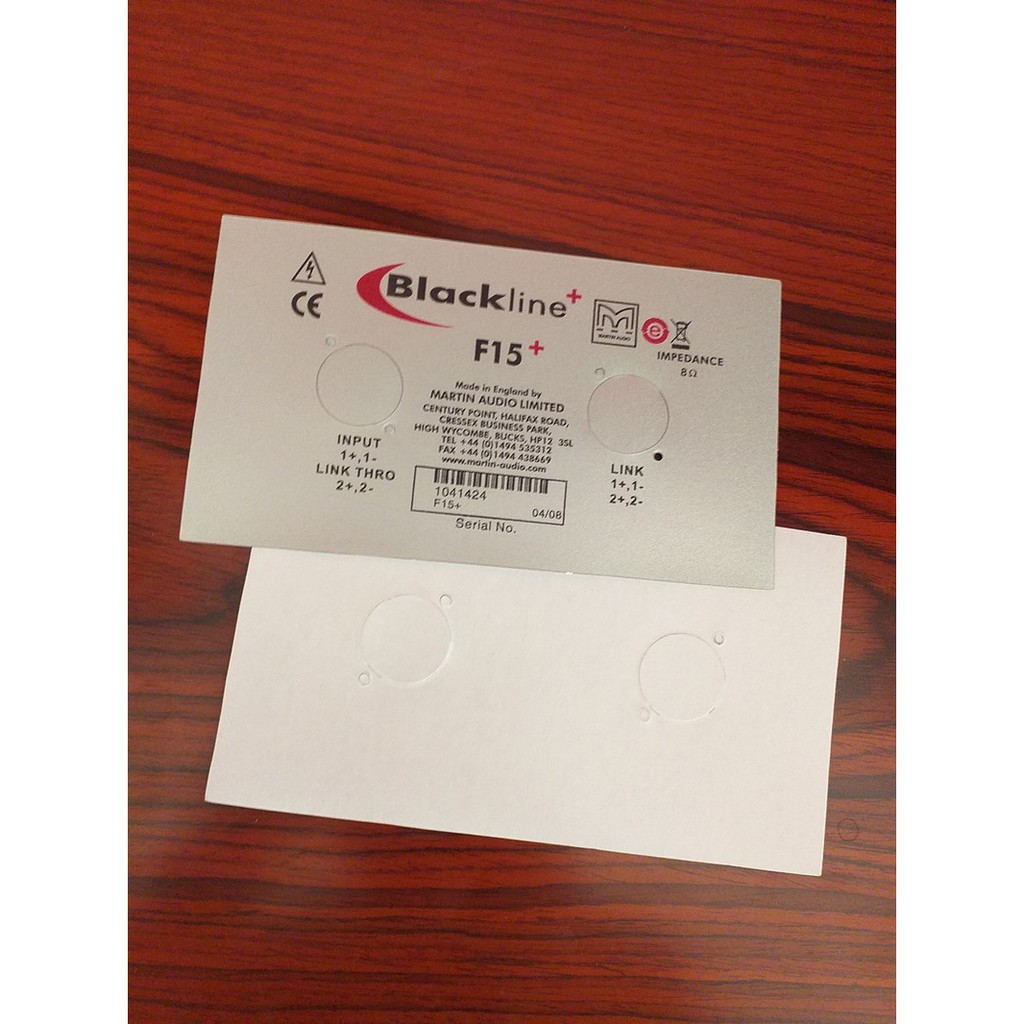 CE
Blackline+
F15+
M
MARTIN AUDIO
e
IMPEDANCE
8Ω
Made in England by
MARTIN AUDIO LIMITED
CENTURY POINT, HALIFAX ROAD,
CRESSEX BUSINESS PARK,
HIGH WYCOMBE, BUCKS, HP12 3SL
TEL +44 (0)1494 535312
FAX +44 (0)1494 438669
www.martin-audio.com
INPUT
1+,1-
LINK THRO
2+,2-
1041424
F15+
04/08
Serial No.
LINK
1+,1-
2+,2-